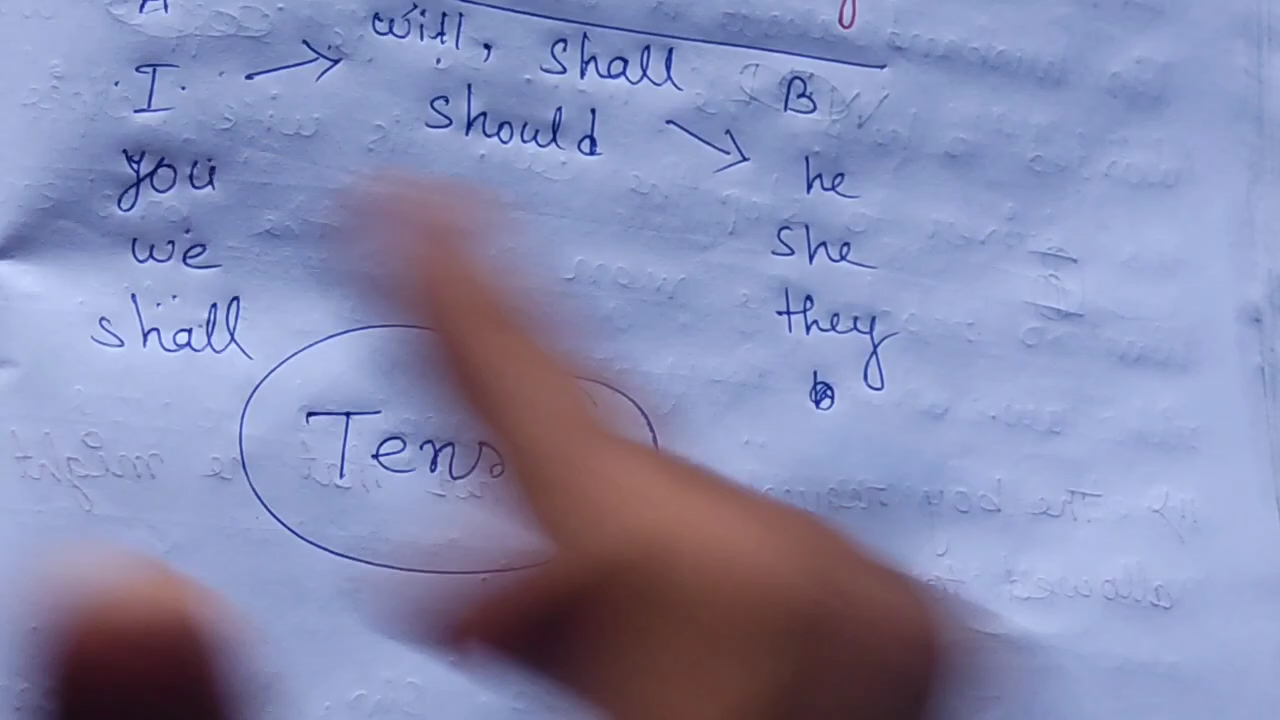 A
will, shall
I
B
should
you
he
we
she
shall
they
Tens